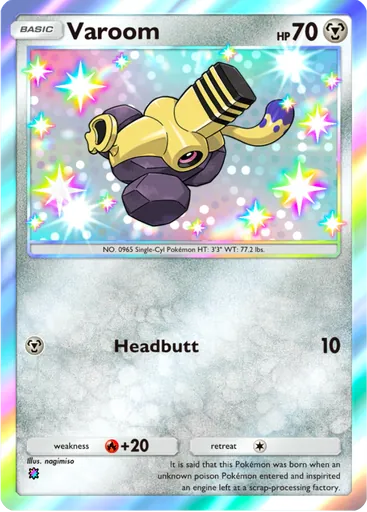 BASIC Varoom HP 70
NO. 0965 Single-Cyl Pokémon HT: 3'3" WT: 77.2 lbs.
Headbutt 10
weakness +20 retreat
Illus. nagimiso
It is said that this Pokémon was born when an
unknown poison Pokémon entered and inspirited
an engine left at a scrap-processing factory.